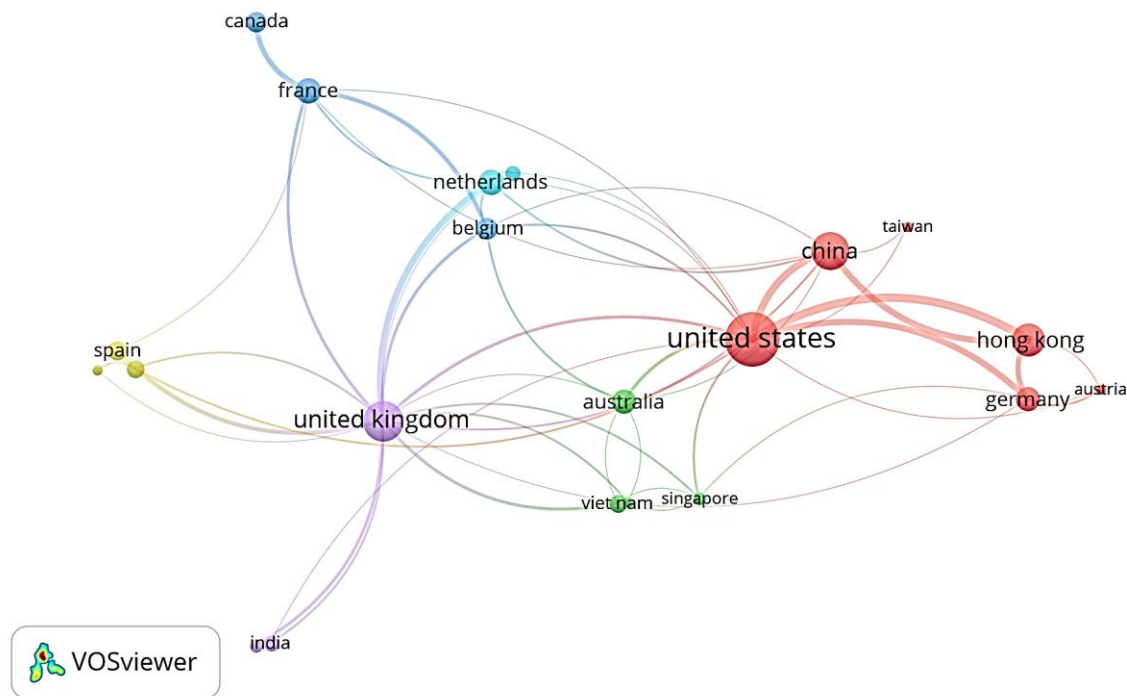 canada
france
netherlands
belgium
taiwan
china
united states
hong kong
spain
austria
germany
australia
united kingdom
viet nam
singapore
india
VOSviewer